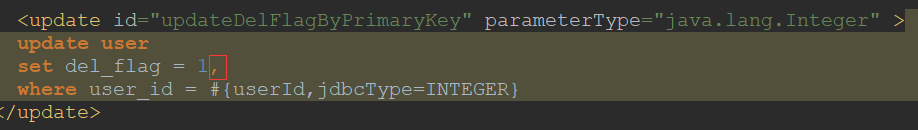 <update id="updateDelFlagByPrimaryKey" parameterType="java.lang.Integer" >
update user
set del_flag = 1,
where user_id = #{userId,jdbcType=INTEGER}
</update>